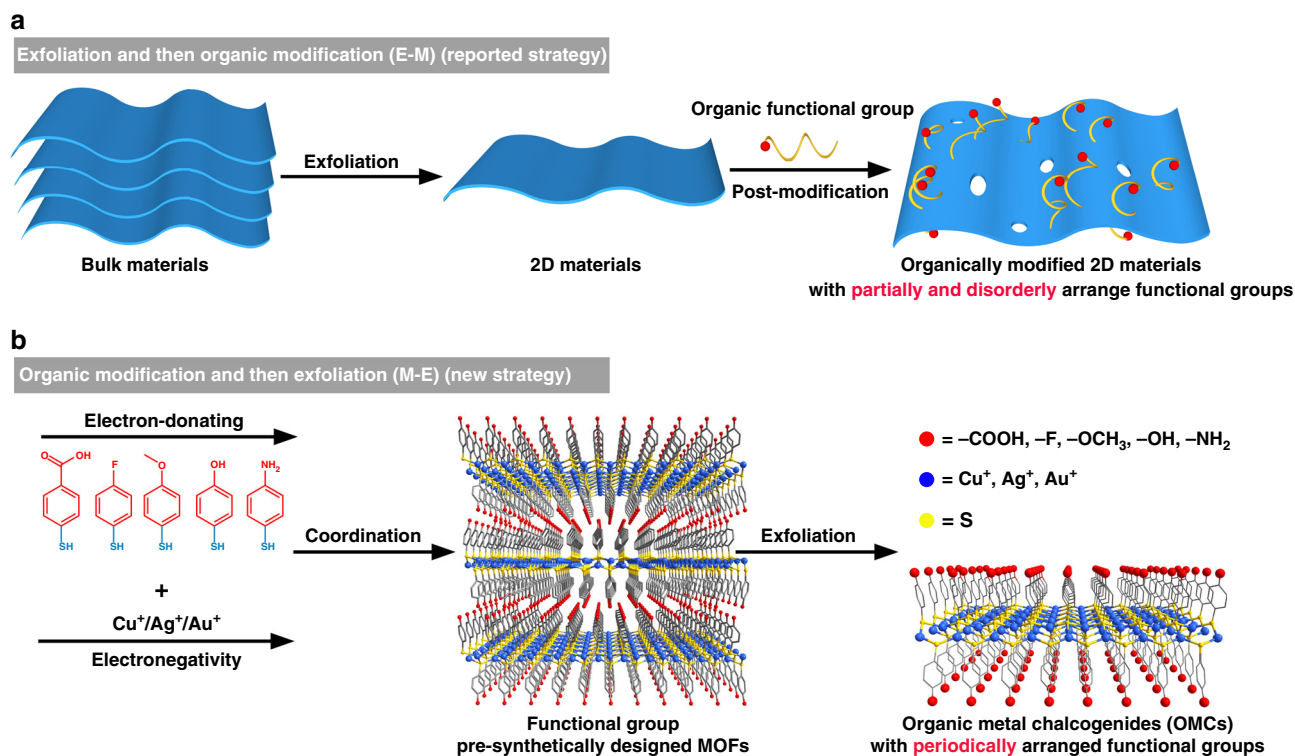 a
Exfoliation and then organic modification (E-M) (reported strategy)
Exfoliation
Organic functional group
Post-modification
Bulk materials
2D materials
Organically modified 2D materials
with partially and disorderly arrange functional groups
b
Organic modification and then exfoliation (M-E) (new strategy)
Electron-donating
O
OH
F
O
OH
NH₂
SH
SH
SH
SH
SH
+
Cu⁺/Ag⁺/Au⁺
Electronegativity
Coordination
Functional group
pre-synthetically designed MOFs
Exfoliation
= –COOH, –F, –OCH₃, –OH, –NH₂
= Cu⁺, Ag⁺, Au⁺
= S
Organic metal chalcogenides (OMCs)
with periodically arranged functional groups